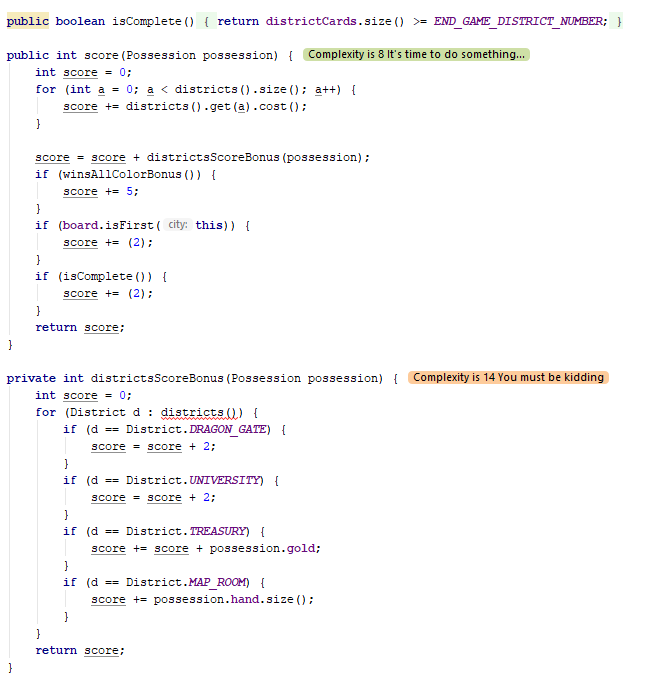 public boolean isComplete() { return districtCards.size() >= END_GAME_DISTRICT_NUMBER; }

public int score(Possession possession) { Complexity is 8 It's time to do something...
    int score = 0;
    for (int a = 0; a < districts().size(); a++) {
        score += districts().get(a).cost();
    }

    score = score + districtsScoreBonus(possession);
    if (winsAllColorBonus()) {
        score += 5;
    }
    if (board.isFirst( city: this)) {
        score += (2);
    }
    if (isComplete()) {
        score += (2);
    }
    return score;
}

private int districtsScoreBonus(Possession possession) { Complexity is 14 You must be kidding
    int score = 0;
    for (District d : districts()) {
        if (d == District.DRAGON_GATE) {
            score = score + 2;
        }
        if (d == District.UNIVERSITY) {
            score = score + 2;
        }
        if (d == District.TREASURY) {
            score += score + possession.gold;
        }
        if (d == District.MAP_ROOM) {
            score += possession.hand.size();
        }
    }
    return score;
}